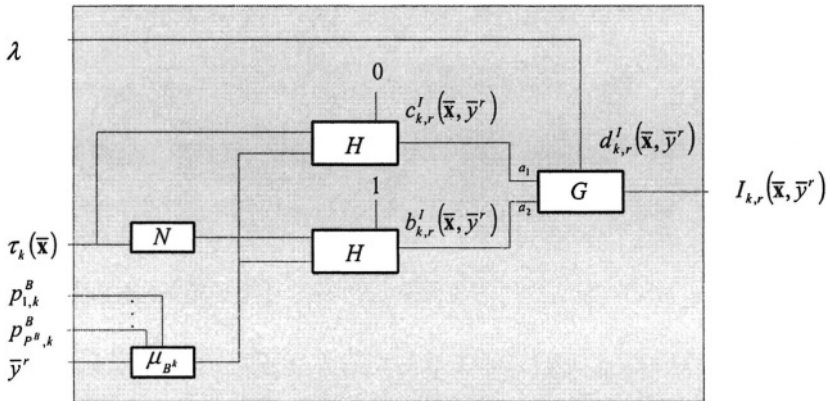 λ
0
c^I_{k,r}(x̄, ȳ^r)
H
d^I_{k,r}(x̄, ȳ^r)
a_1
G
a_2
I_{k,r}(x̄, ȳ^r)
1
b^I_{k,r}(x̄, ȳ^r)
N
H
τ_k(x̄)
p^B_{1,k}
p^B_{P^B,k}
ȳ^r
μ_{B^k}